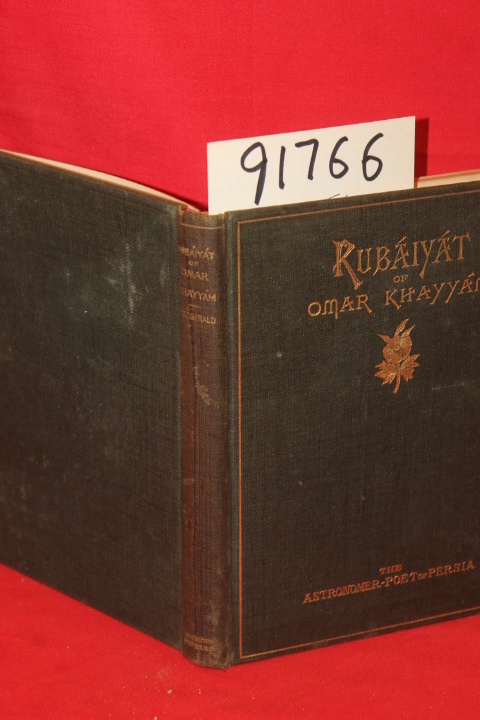 91766
RUBÁIYÁT
OF
OMAR KHAYYÁM
THE
ASTRONOMER-POET OF PERSIA
RUBÁIYÁT
OF
OMAR
KHAYYÁM